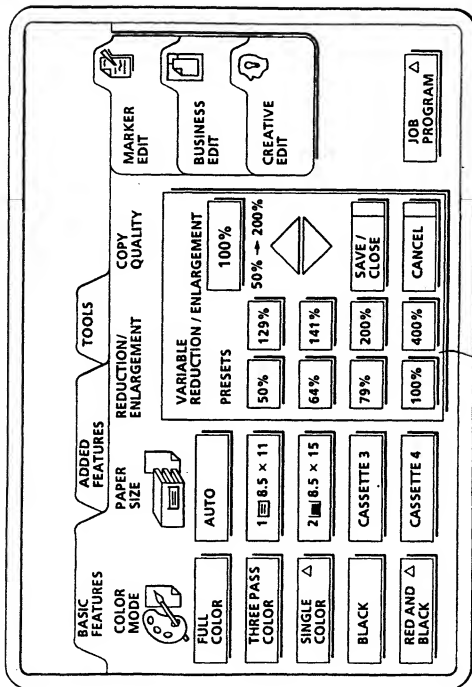 BASIC
FEATURES
ADDED
FEATURES
TOOLS
COLOR
MODE
PAPER
SIZE
REDUCTION/
ENLARGEMENT
COPY
QUALITY
FULL
COLOR
THREE PASS
COLOR
SINGLE
COLOR
BLACK
RED AND
BLACK
AUTO
1 8.5 × 11
2 8.5 × 15
CASSETTE 3
CASSETTE 4
VARIABLE
REDUCTION / ENLARGEMENT
PRESETS
50% 129%
64% 141%
79% 200%
100% 400%
100%
50% → 200%
SAVE/
CLOSE
CANCEL
MARKER
EDIT
BUSINESS
EDIT
CREATIVE
EDIT
JOB
PROGRAM